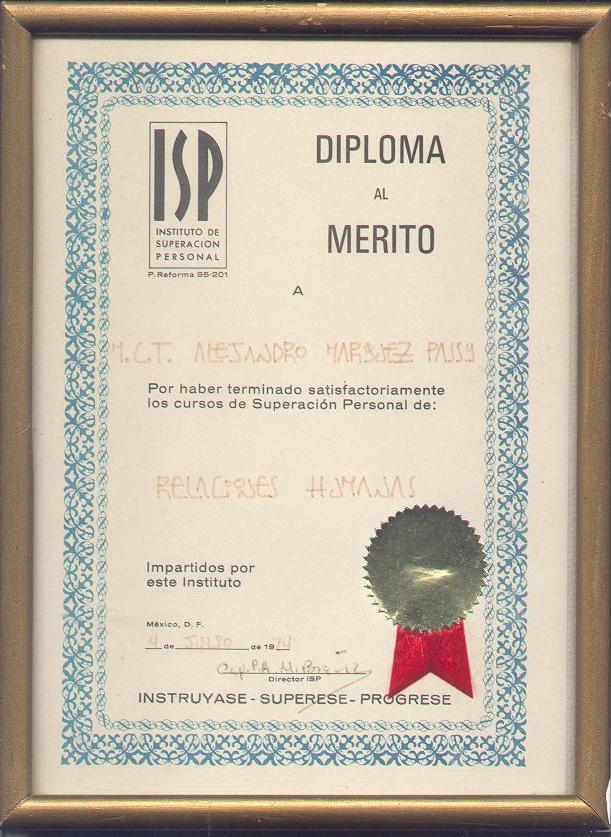 ISP
INSTITUTO DE
SUPERACION
PERSONAL
P. Reforma 95-201
DIPLOMA
AL
MERITO
A
M.C.T. ALEJANDRO MARQUEZ PASSY
Por haber terminado satisfactoriamente
los cursos de Superación Personal de:
RELACIONES HUMANAS
Impartidos por
este Instituto
México, D. F.
4 de JULIO de 1974
Director ISP
INSTRUYASE - SUPERESE - PROGRESE